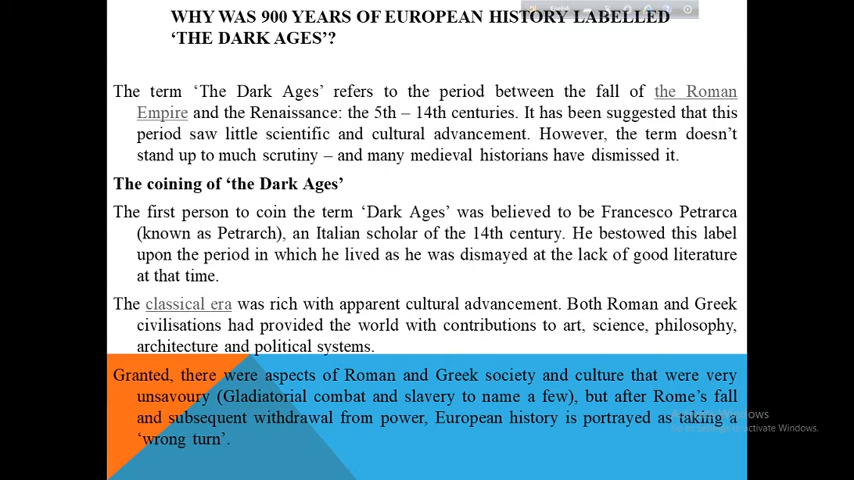 WHY WAS 900 YEARS OF EUROPEAN HISTORY LABELLED
‘THE DARK AGES’?
The term ‘The Dark Ages’ refers to the period between the fall of the Roman
Empire and the Renaissance: the 5th – 14th centuries. It has been suggested that this
period saw little scientific and cultural advancement. However, the term doesn’t
stand up to much scrutiny – and many medieval historians have dismissed it.
The coining of ‘the Dark Ages’
The first person to coin the term ‘Dark Ages’ was believed to be Francesco Petrarca
(known as Petrarch), an Italian scholar of the 14th century. He bestowed this label
upon the period in which he lived as he was dismayed at the lack of good literature
at that time.
The classical era was rich with apparent cultural advancement. Both Roman and Greek
civilisations had provided the world with contributions to art, science, philosophy,
architecture and political systems.
Granted, there were aspects of Roman and Greek society and culture that were very
unsavoury (Gladiatorial combat and slavery to name a few), but after Rome’s fall
and subsequent withdrawal from power, European history is portrayed as taking a
‘wrong turn’.
Activate Windows
Go to Settings to activate Windows.